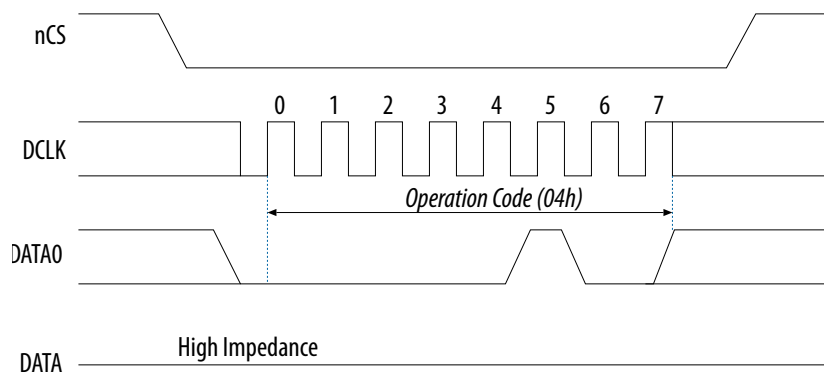 nCS
0 1 2 3 4 5 6 7
DCLK
Operation Code (04h)
DATA0
High Impedance
DATA